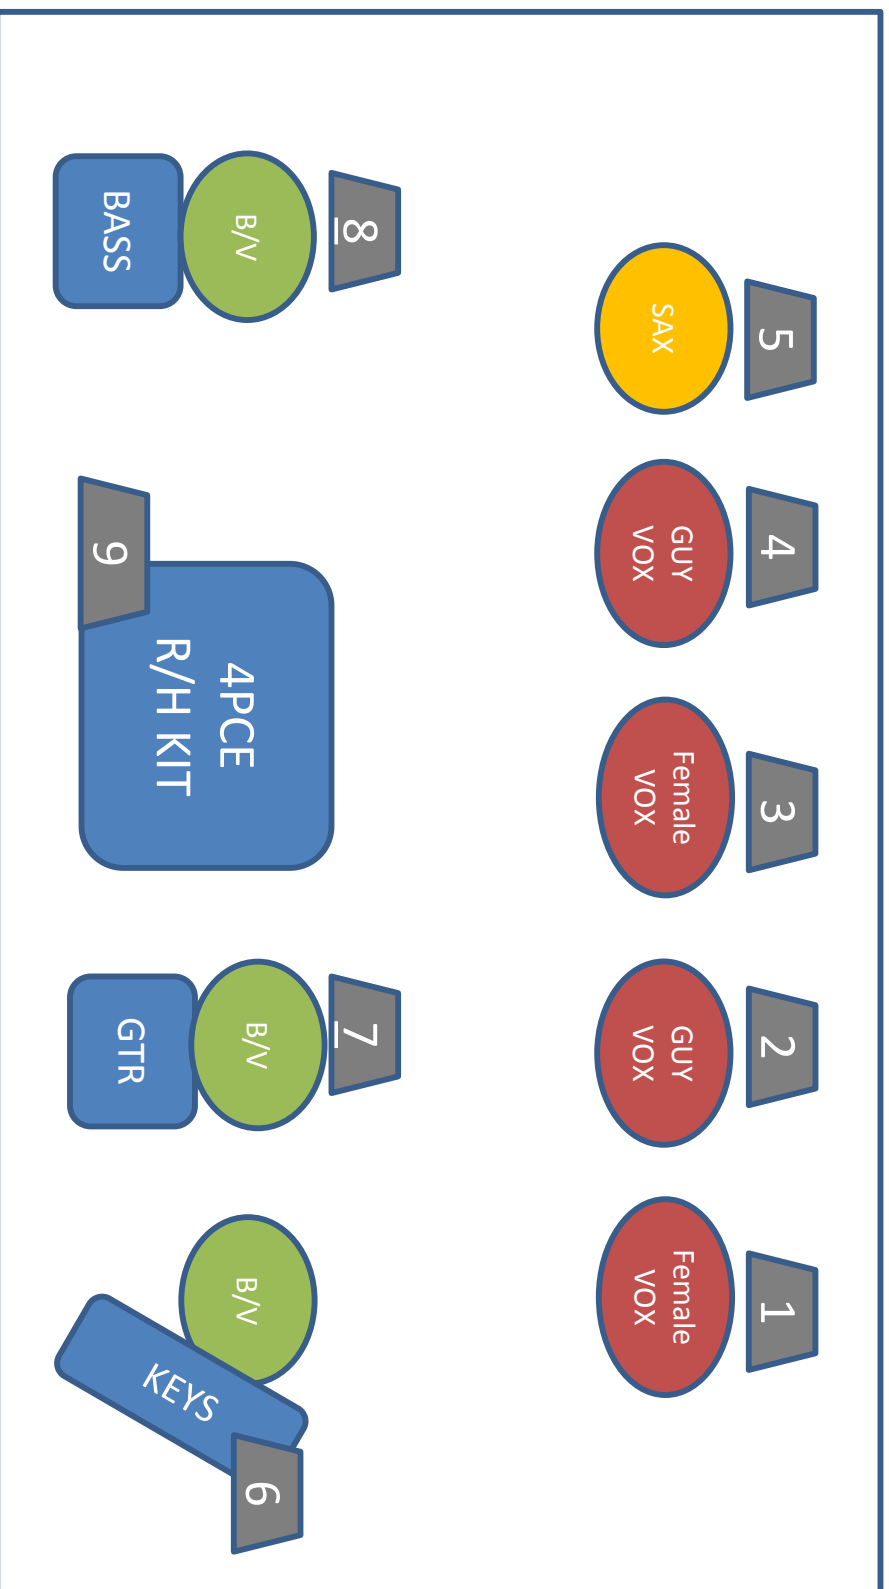 5
4
3
2
1
SAX
GUY
VOX
Female
VOX
GUY
VOX
Female
VOX
8
7
B/V
B/V
B/V
6
BASS
9
4PCE
R/H KIT
GTR
KEYS